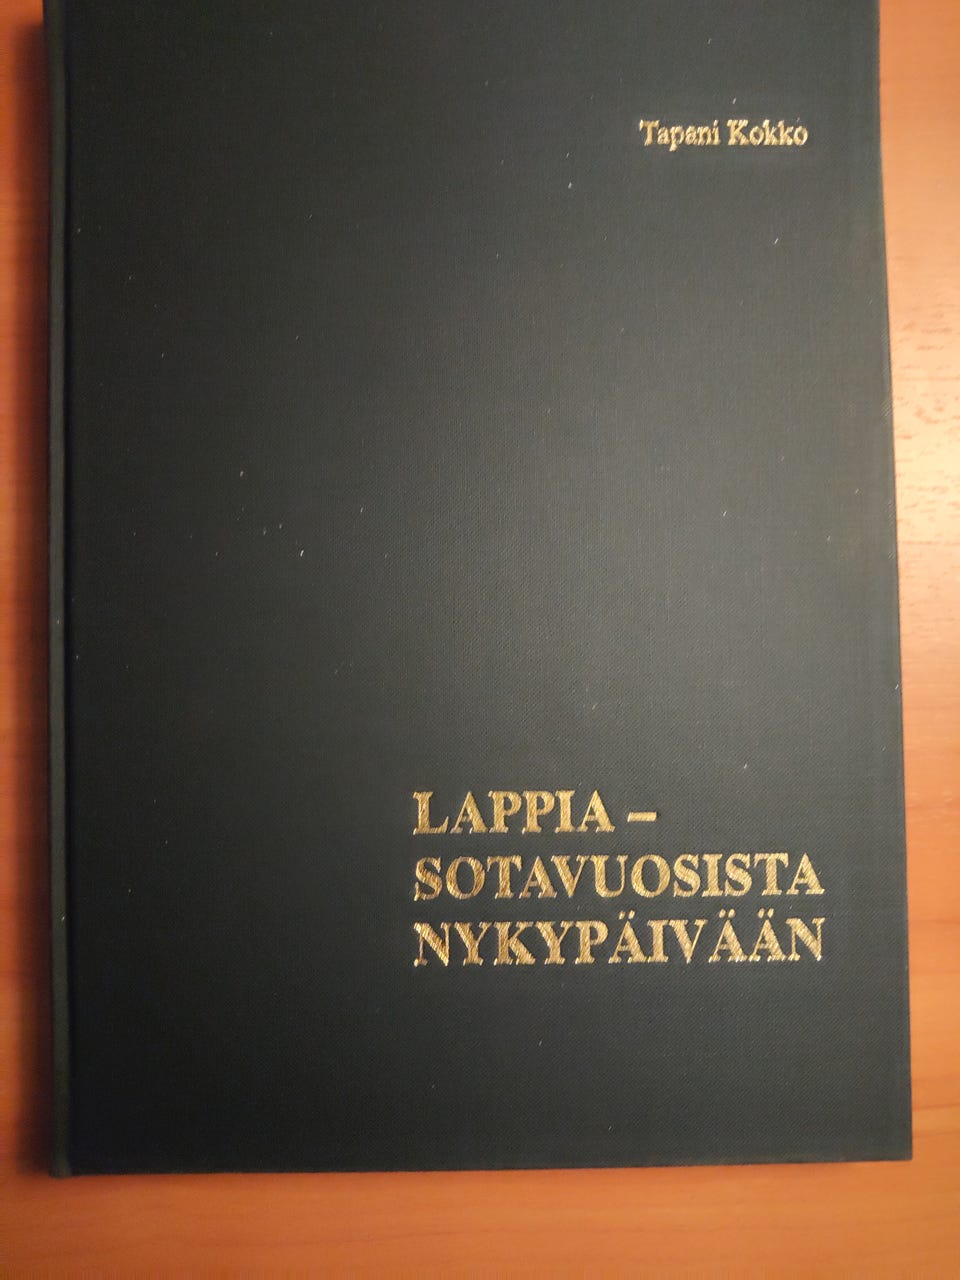 Tapani Kokko
LAPPIA –
SOTAVUOSISTA
NYKYPÄIVÄÄN